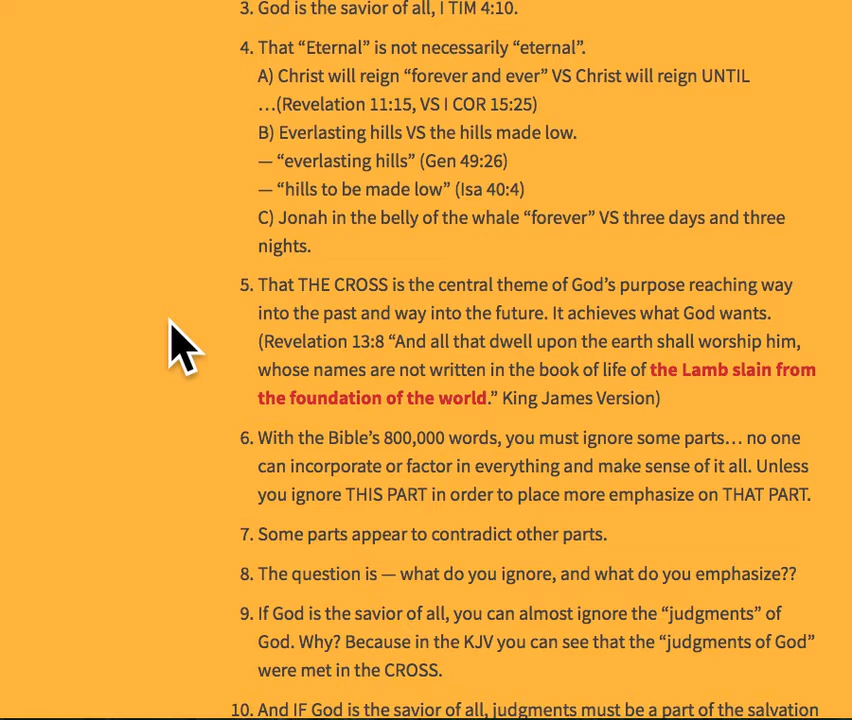 3. God is the savior of all, I TIM 4:10.
4. That “Eternal” is not necessarily “eternal”.
A) Christ will reign “forever and ever” VS Christ will reign UNTIL
…(Revelation 11:15, VS I COR 15:25)
B) Everlasting hills VS the hills made low.
— “everlasting hills” (Gen 49:26)
— “hills to be made low” (Isa 40:4)
C) Jonah in the belly of the whale “forever” VS three days and three
nights.
5. That THE CROSS is the central theme of God’s purpose reaching way
into the past and way into the future. It achieves what God wants.
(Revelation 13:8 “And all that dwell upon the earth shall worship him,
whose names are not written in the book of life of the Lamb slain from
the foundation of the world.” King James Version)
6. With the Bible’s 800,000 words, you must ignore some parts… no one
can incorporate or factor in everything and make sense of it all. Unless
you ignore THIS PART in order to place more emphasize on THAT PART.
7. Some parts appear to contradict other parts.
8. The question is — what do you ignore, and what do you emphasize??
9. If God is the savior of all, you can almost ignore the “judgments” of
God. Why? Because in the KJV you can see that the “judgments of God”
were met in the CROSS.
10. And IF God is the savior of all, judgments must be a part of the salvation